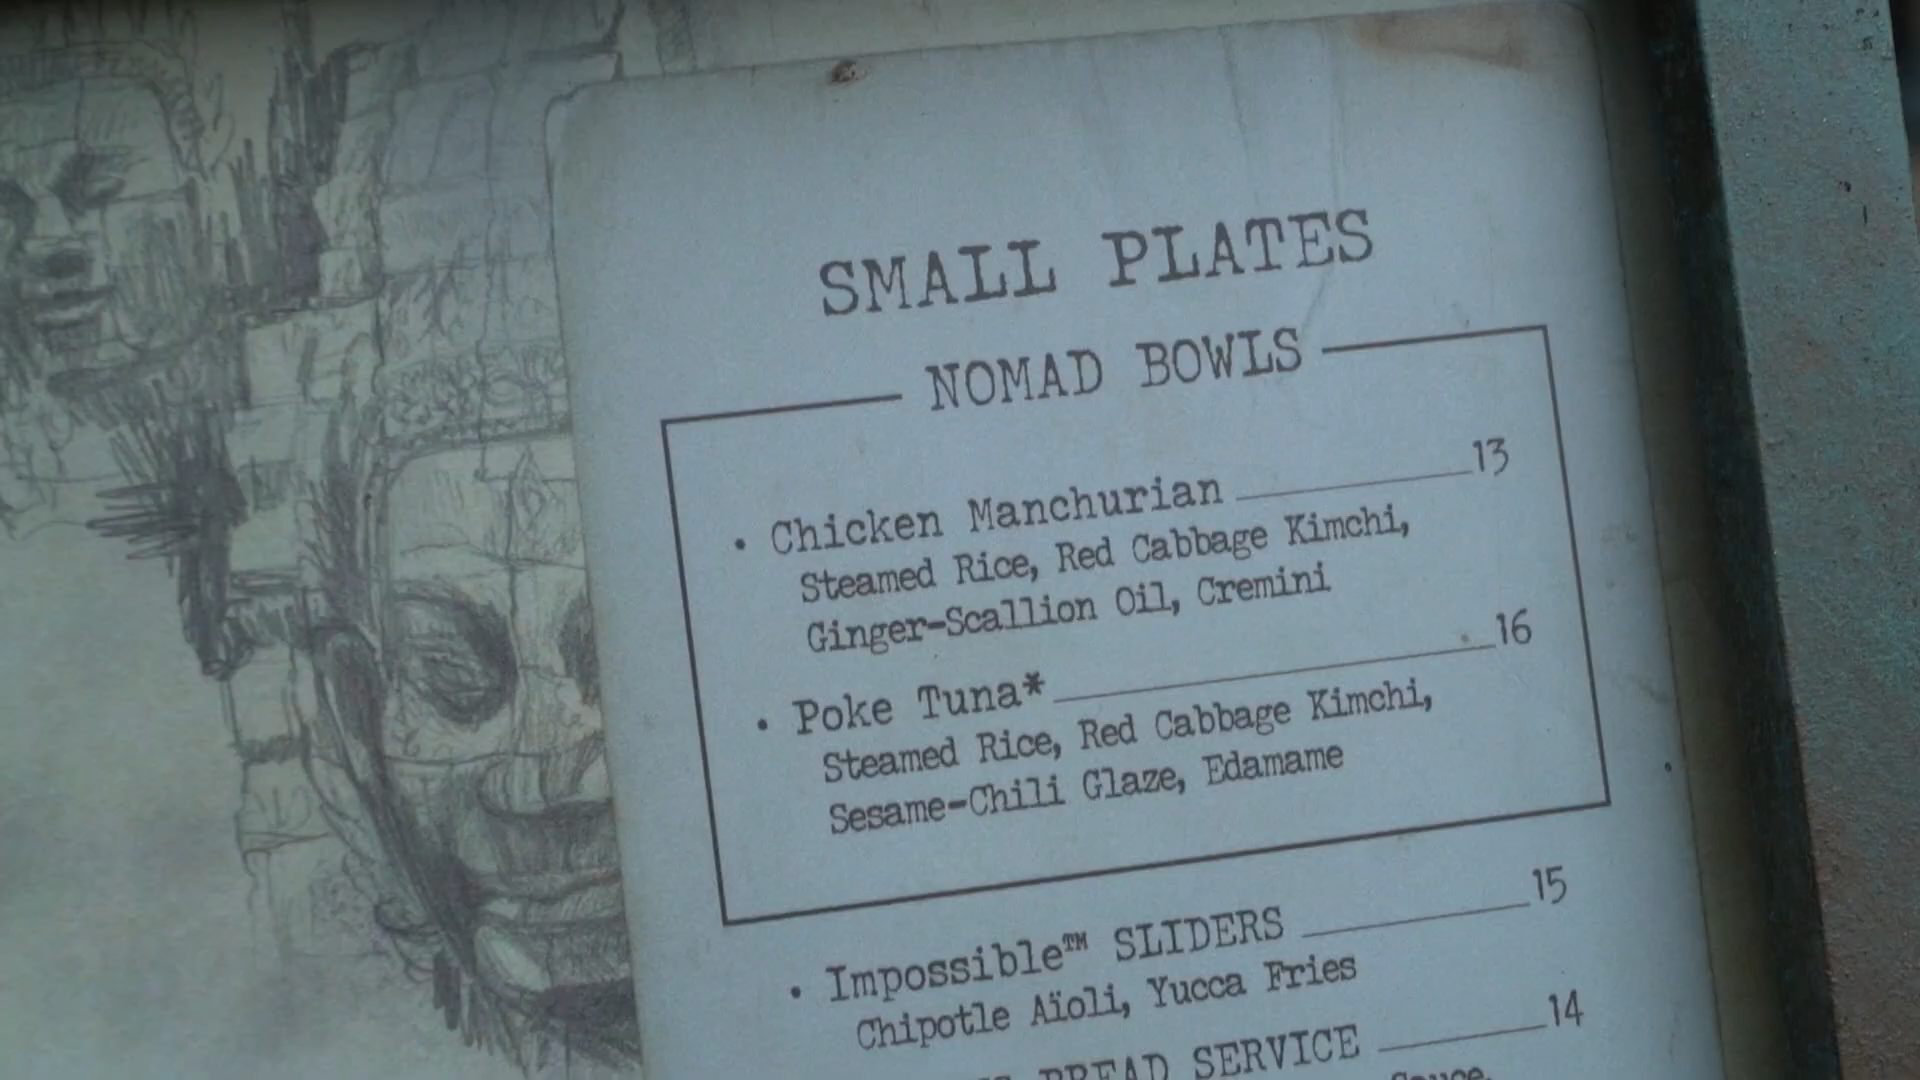 SMALL PLATES
NOMAD BOWLS
• Chicken Manchurian 13
Steamed Rice, Red Cabbage Kimchi,
Ginger-Scallion Oil, Cremini
• Poke Tuna* 16
Steamed Rice, Red Cabbage Kimchi,
Sesame-Chili Glaze, Edamame
• Impossible™ SLIDERS 15
Chipotle Aïoli, Yucca Fries
BREAD SERVICE 14
Sauce,